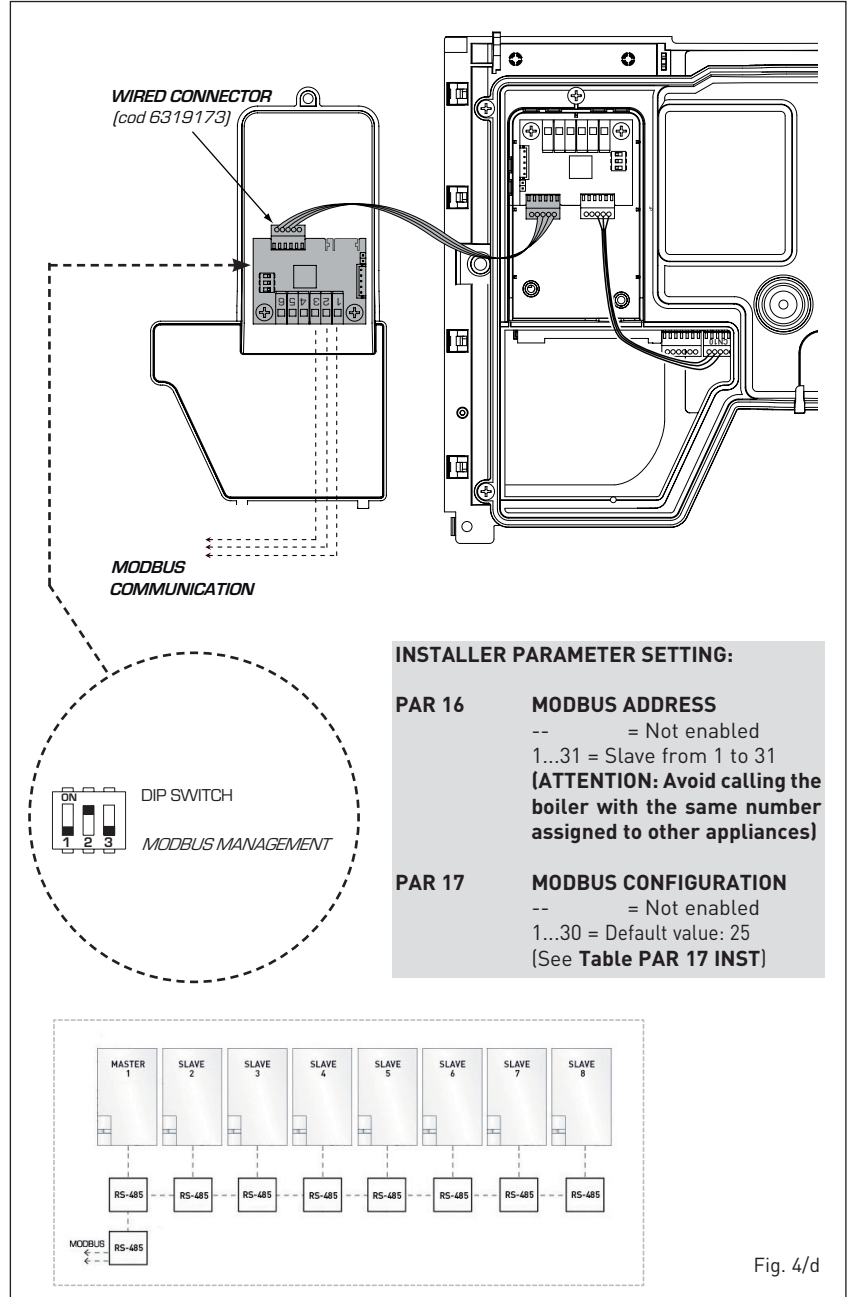 WIRED CONNECTOR
(cod 6319173)
6 5 4 3 2 1
CN10
MODBUS
COMMUNICATION
INSTALLER PARAMETER SETTING:
PAR 16 MODBUS ADDRESS
-- = Not enabled
1...31 = Slave from 1 to 31
(ATTENTION: Avoid calling the
boiler with the same number
assigned to other appliances)
PAR 17 MODBUS CONFIGURATION
-- = Not enabled
1...30 = Default value: 25
(See Table PAR 17 INST)
ON
1 2 3
DIP SWITCH
MODBUS MANAGEMENT
MASTER SLAVE SLAVE SLAVE SLAVE SLAVE SLAVE SLAVE
1 2 3 4 5 6 7 8
RS-485 RS-485 RS-485 RS-485 RS-485 RS-485 RS-485 RS-485
MODBUS RS-485
Fig. 4/d